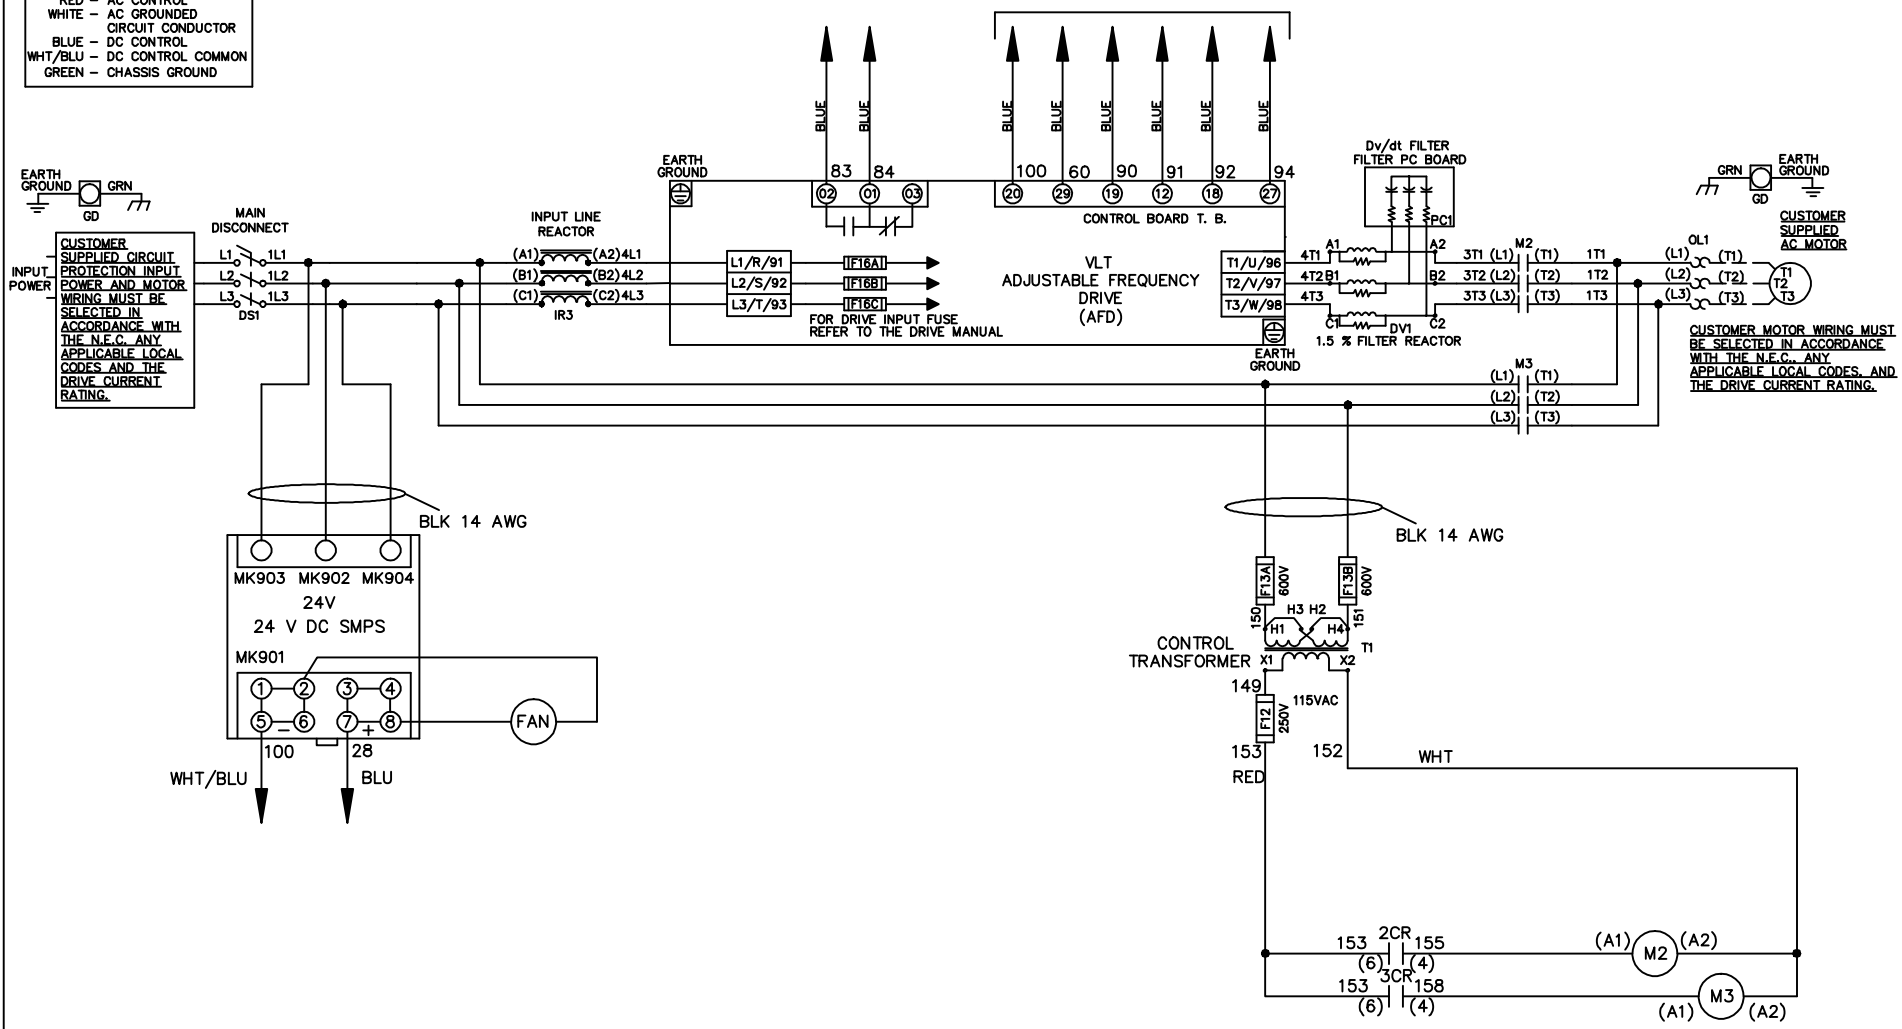 RED – AC CONTROL
WHITE – AC GROUNDED
CIRCUIT CONDUCTOR
BLUE – DC CONTROL
WHT/BLU – DC CONTROL COMMON
GREEN – CHASSIS GROUND
BLUE
BLUE
BLUE
BLUE
BLUE
BLUE
BLUE
BLUE
EARTH
GROUND
GRN
GD
MAIN
DISCONNECT
INPUT
POWER
CUSTOMER
SUPPLIED CIRCUIT
PROTECTION INPUT
POWER AND MOTOR
WIRING MUST BE
SELECTED IN
ACCORDANCE WITH
THE N.E.C. ANY
APPLICABLE LOCAL
CODES AND THE
DRIVE CURRENT
RATING.
L1 1L1
L2 1L2
L3 1L3
DS1
INPUT LINE
REACTOR
(A1) (A2) 4L1
(B1) (B2) 4L2
(C1) (C2) 4L3
IR3
EARTH
GROUND
83 84
02 01 03
100 60 90 91 92 94
20 29 19 12 18 27
CONTROL BOARD T. B.
L1/R/91
L2/S/92
L3/T/93
F16A
F16B
F16C
FOR DRIVE INPUT FUSE
REFER TO THE DRIVE MANUAL
VLT
ADJUSTABLE FREQUENCY
DRIVE
(AFD)
T1/U/96
T2/V/97
T3/W/98
EARTH
GROUND
Dv/dt FILTER
FILTER PC BOARD
PC1
4T1 A1 A2
4T2 B1 B2
4T3 C1 C2
DV1
1.5 % FILTER REACTOR
M2
3T1 (L1) (T1) 1T1
3T2 (L2) (T2) 1T2
3T3 (L3) (T3) 1T3
OL1
(L1) (T1)
(L2) (T2)
(L3) (T3)
T1
T2
T3
GRN
GD
EARTH
GROUND
CUSTOMER
SUPPLIED
AC MOTOR
CUSTOMER MOTOR WIRING MUST
BE SELECTED IN ACCORDANCE
WITH THE N.E.C., ANY
APPLICABLE LOCAL CODES, AND
THE DRIVE CURRENT RATING.
M3
(L1) (T1)
(L2) (T2)
(L3) (T3)
BLK 14 AWG
MK903 MK902 MK904
24V
24 V DC SMPS
MK901
1 2 3 4
5 – 6 7 + 8
FAN
100 28
WHT/BLU BLU
BLK 14 AWG
F13A 600V
F13B 600V
150 151
H3 H2
H1 H4
T1
CONTROL
TRANSFORMER
X1 X2
149
115VAC
F12 250V
153 152
RED
WHT
2CR
153 155
(6) (4)
(A1) M2 (A2)
3CR
153 158
(6) (4)
(A1) M3 (A2)